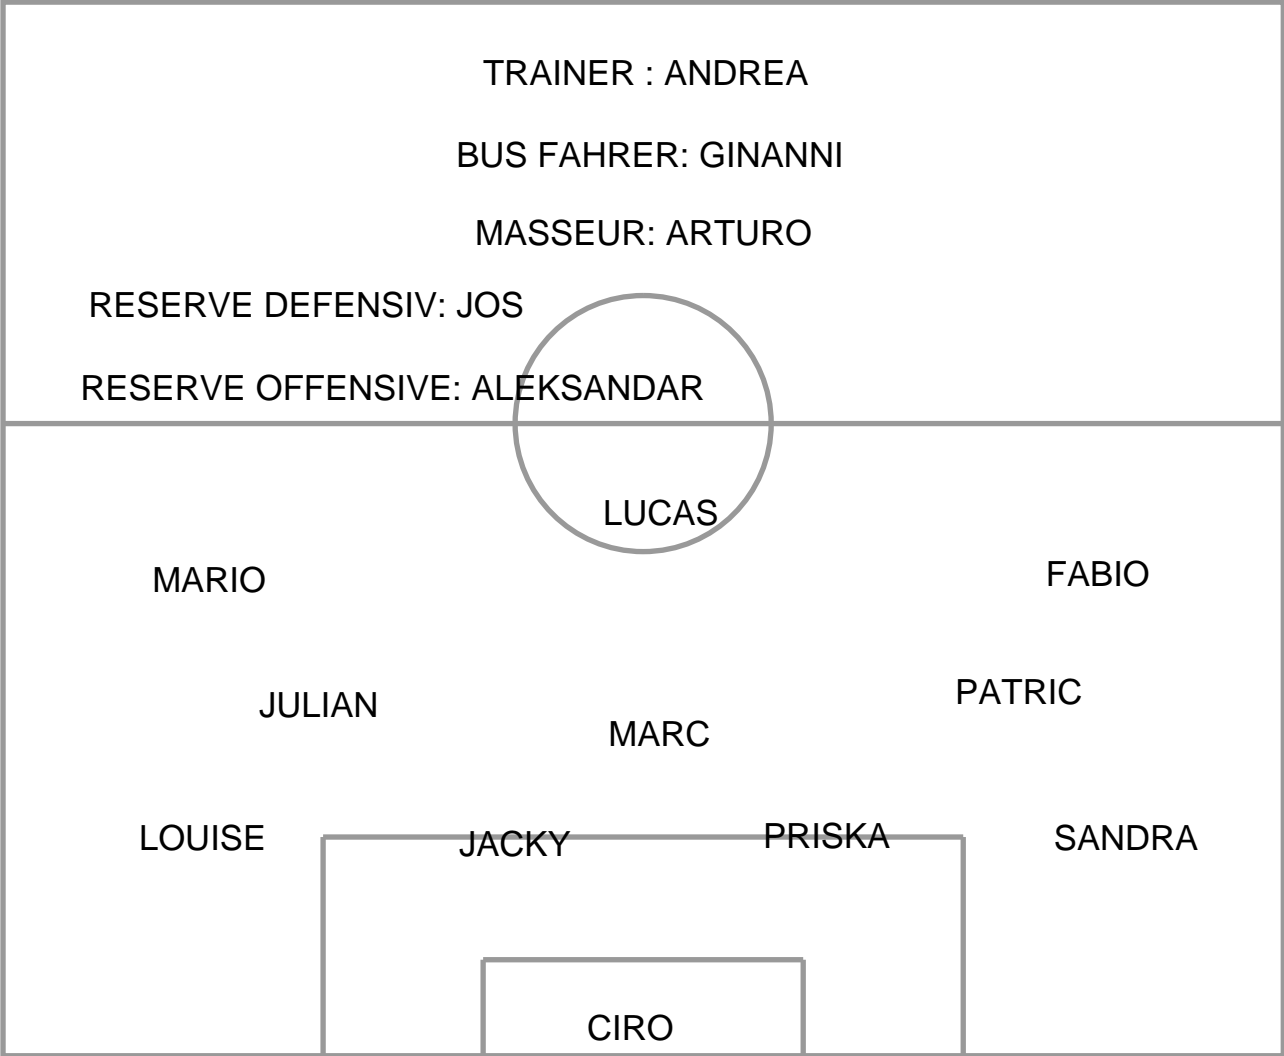 TRAINER : ANDREA
BUS FAHRER: GINANNI
MASSEUR: ARTURO
RESERVE DEFENSIV: JOS
RESERVE OFFENSIVE: ALEKSANDAR
LUCAS
MARIO
FABIO
JULIAN
MARC
PATRIC
LOUISE
JACKY
PRISKA
SANDRA
CIRO